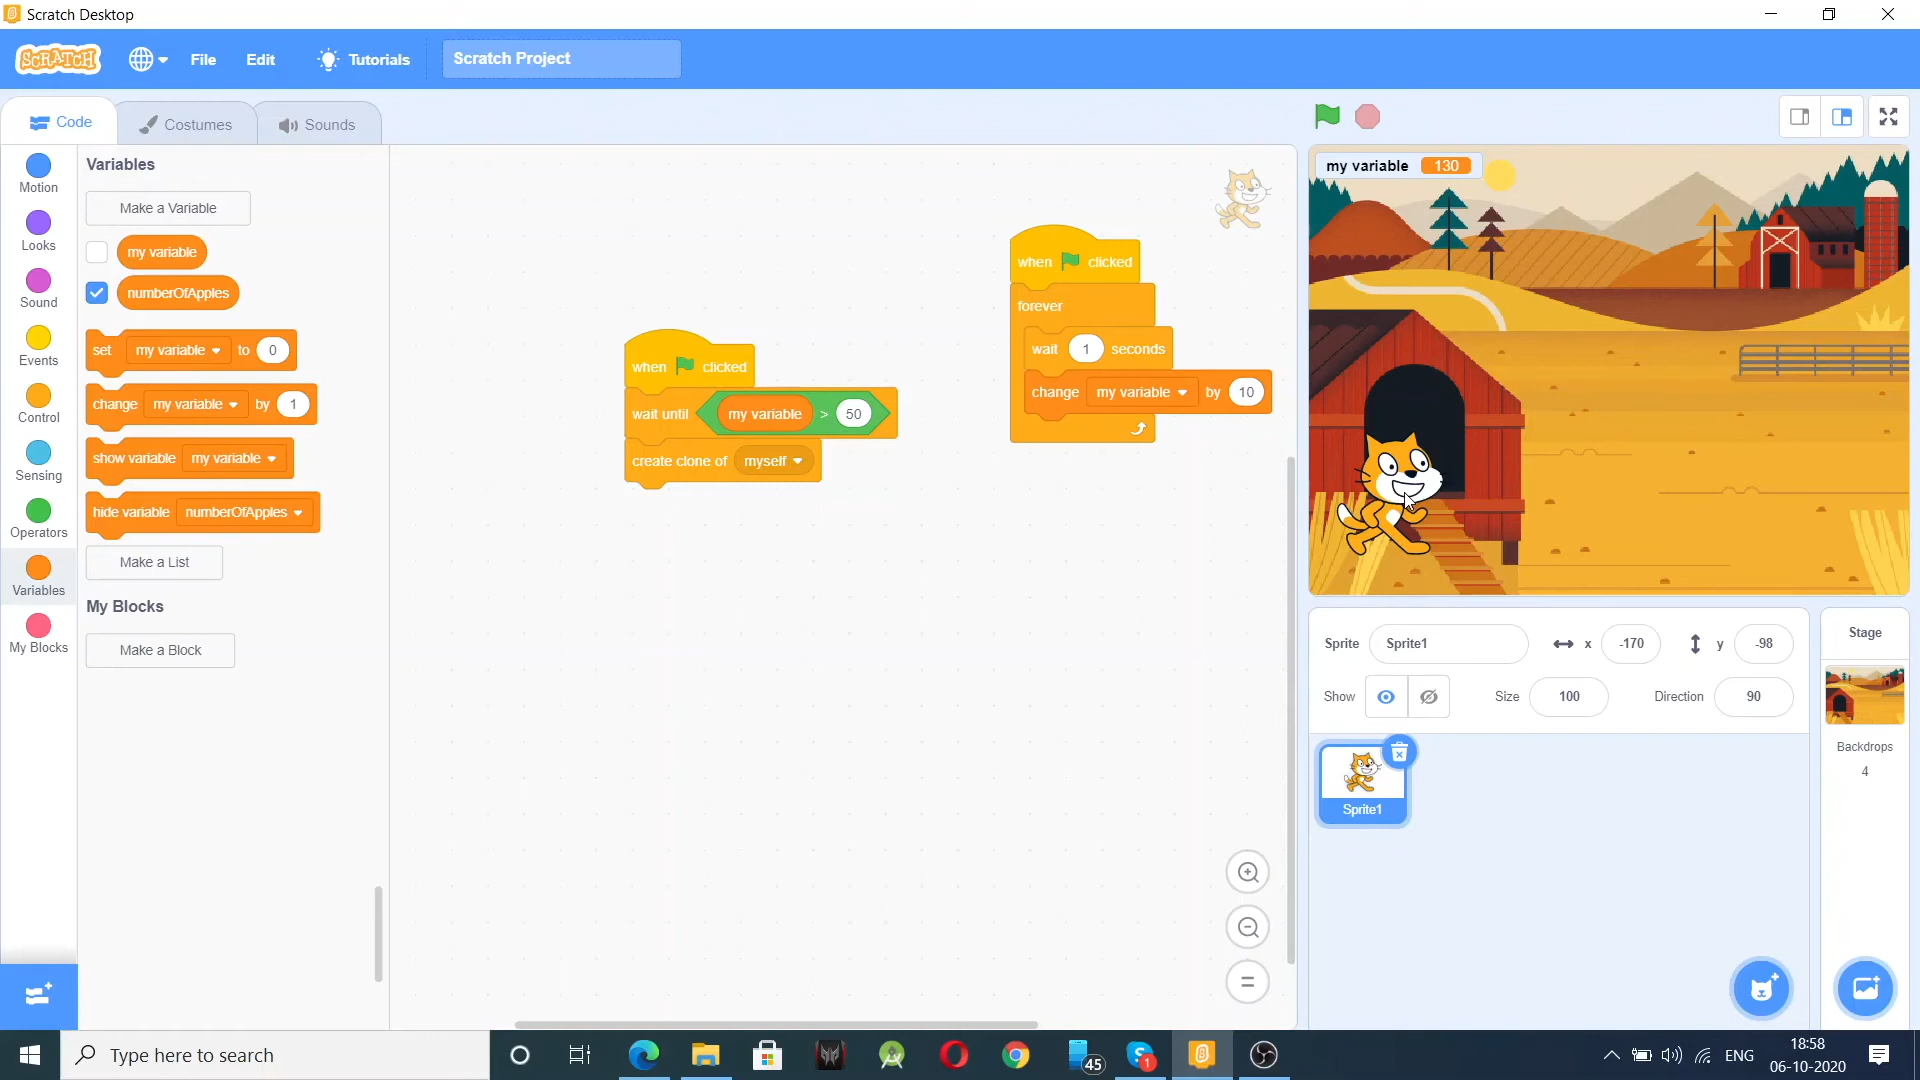 Scratch Desktop
SCRATCH
File
Edit
Tutorials
Scratch Project
Code
Costumes
Sounds
Motion
Looks
Sound
Events
Control
Sensing
Operators
Variables
My Blocks
Variables
Make a Variable
my variable
numberOfApples
set my variable to 0
change my variable by 1
show variable my variable
hide variable numberOfApples
Make a List
My Blocks
Make a Block
when clicked
wait until my variable > 50
create clone of myself
when clicked
forever
wait 1 seconds
change my variable by 10
my variable 130
Sprite Sprite1 x -170 y -98
Show Size 100 Direction 90
Sprite1
Stage
Backdrops
4
Type here to search
45
1
ENG
18:58
06-10-2020